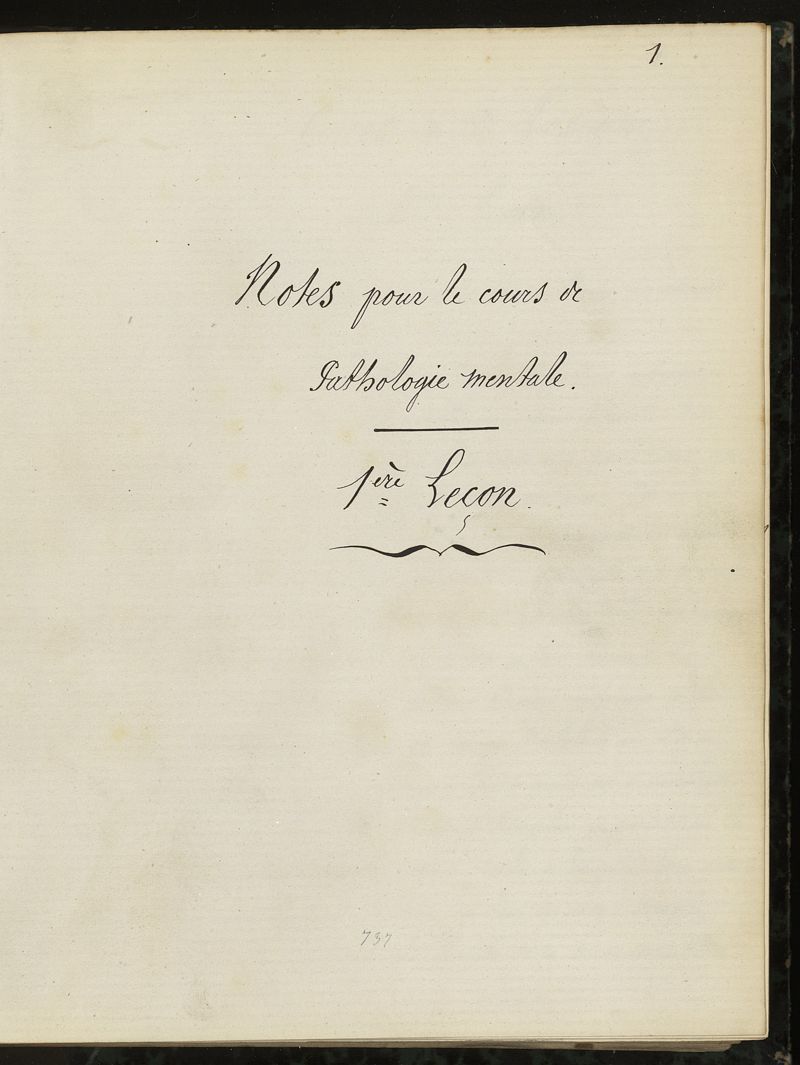 1.
Notes pour le cours de
Pathologie mentale.
1ère Leçon.
737